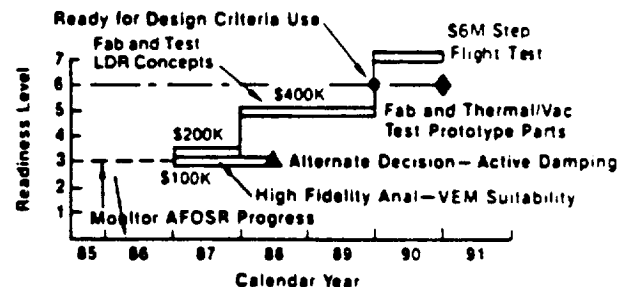 Ready for Design Criteria Use
$6M Step
Flight Test
Fab and Test
LDR Concepts
$400K
Fab and Thermal/Vac
Test Prototype Parts
$200K
Alternate Decision—Active Damping
$100K
High Fidelity Anal—VEM Suitability
Monitor AFOSR Progress
Readiness Level
7
6
5
4
3
2
1
85 86 87 88 89 90 91
Calendar Year